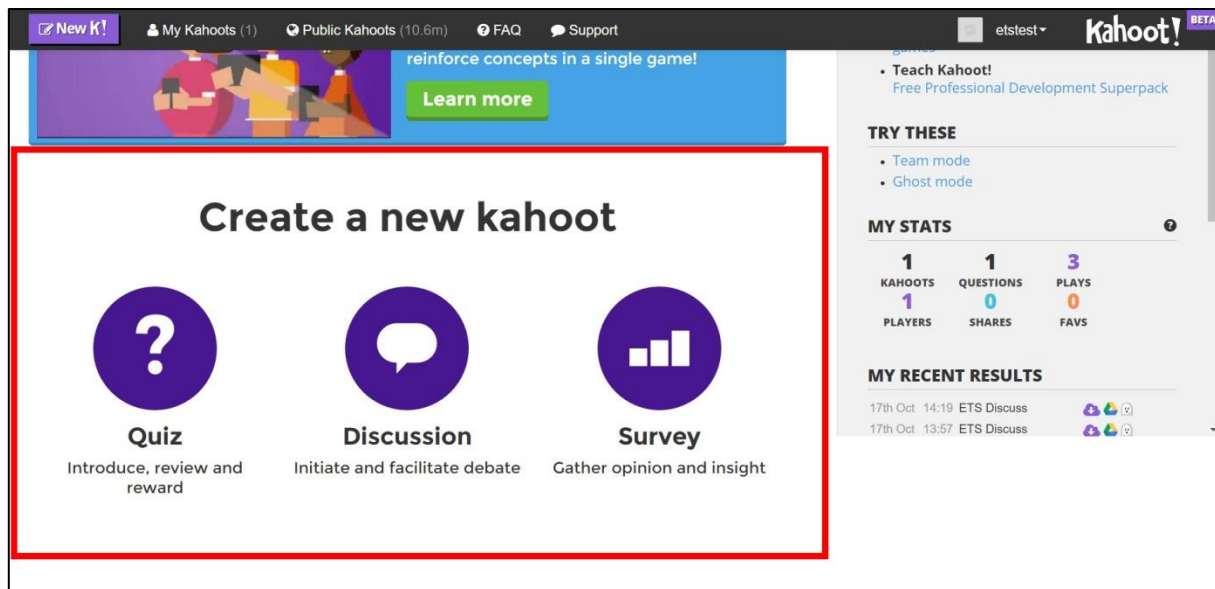 New K!
My Kahoots (1)
Public Kahoots (10.6m)
FAQ
Support
etstest
Kahoot!
BETA
reinforce concepts in a single game!
Learn more
games
Teach Kahoot!
Free Professional Development Superpack
TRY THESE
Team mode
Ghost mode
MY STATS
1 1 3
KAHOOTS QUESTIONS PLAYS
1 0 0
PLAYERS SHARES FAVS
MY RECENT RESULTS
17th Oct 14:19 ETS Discuss
17th Oct 13:57 ETS Discuss
Create a new kahoot
Quiz
Introduce, review and
reward
Discussion
Initiate and facilitate debate
Survey
Gather opinion and insight